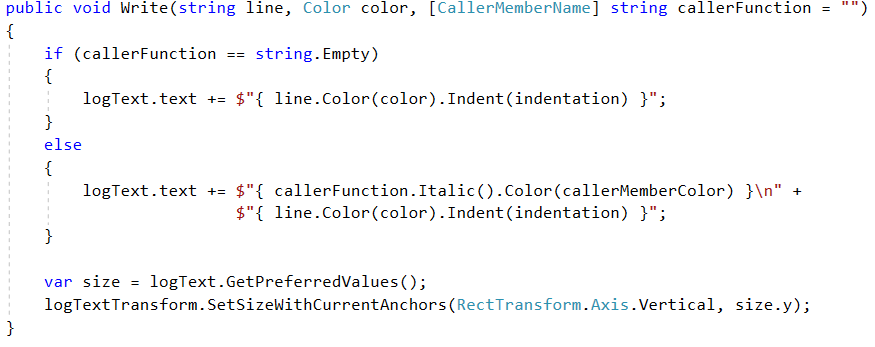 public void Write(string line, Color color, [CallerMemberName] string callerFunction = "")
{
    if (callerFunction == string.Empty)
    {
        logText.text += $"{ line.Color(color).Indent(indentation) }";
    }
    else
    {
        logText.text += $"{ callerFunction.Italic().Color(callerMemberColor) }\n" +
                        $"{ line.Color(color).Indent(indentation) }";
    }

    var size = logText.GetPreferredValues();
    logTextTransform.SetSizeWithCurrentAnchors(RectTransform.Axis.Vertical, size.y);
}